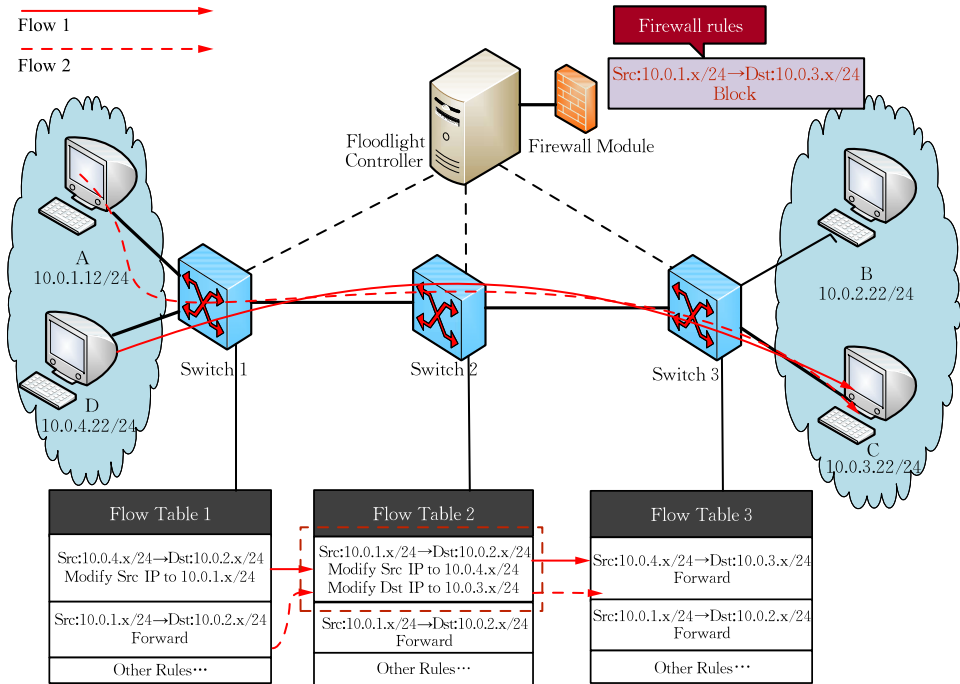 Flow 1
Flow 2
Firewall rules
Src:10.0.1.x/24→Dst:10.0.3.x/24
Block
Floodlight
Controller
Firewall Module
A
10.0.1.12/24
B
10.0.2.22/24
Switch 1
Switch 2
Switch 3
D
10.0.4.22/24
C
10.0.3.22/24
Flow Table 1
Src:10.0.4.x/24→Dst:10.0.2.x/24
Modify Src IP to 10.0.1.x/24
Src:10.0.1.x/24→Dst:10.0.2.x/24
Forward
Other Rules…
Flow Table 2
Src:10.0.1.x/24→Dst:10.0.2.x/24
Modify Src IP to 10.0.4.x/24
Modify Dst IP to 10.0.3.x/24
Src:10.0.1.x/24→Dst:10.0.2.x/24
Forward
Other Rules…
Flow Table 3
Src:10.0.4.x/24→Dst:10.0.3.x/24
Forward
Src:10.0.1.x/24→Dst:10.0.2.x/24
Forward
Other Rules…